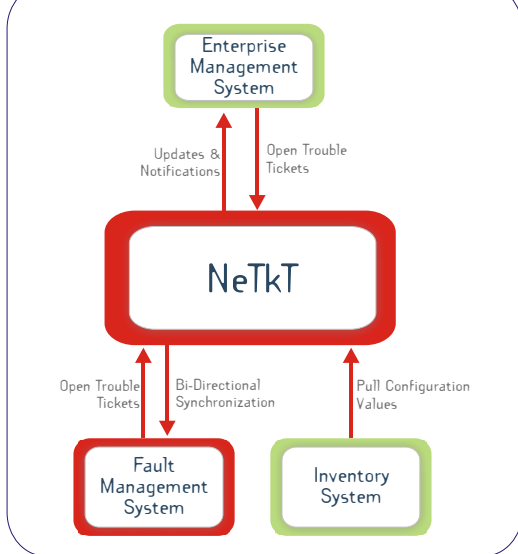 Enterprise
Management
System
Updates &
Notifications
Open Trouble
Tickets
NeTkT
Open Trouble
Tickets
Bi-Directional
Synchronization
Pull Configuration
Values
Fault
Management
System
Inventory
System